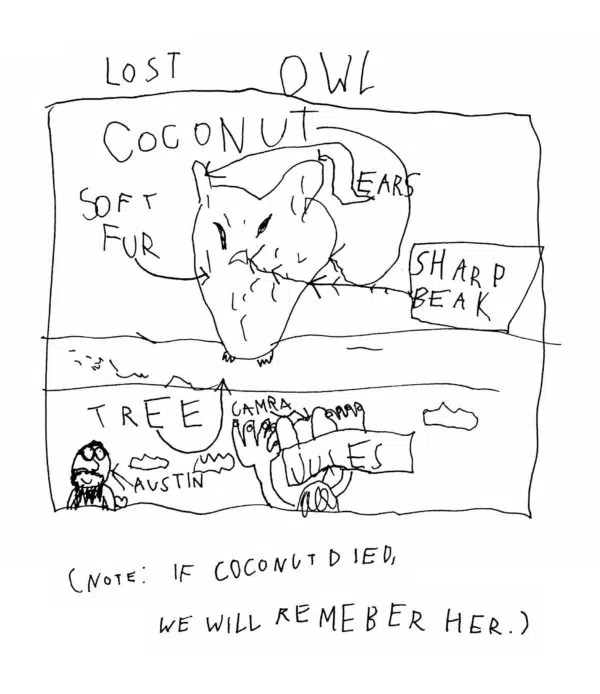 LOST OWL
COCONUT
EARS
SOFT
FUR
SHARP
BEAK
TREE
CAMRA
AUSTIN
(NOTE: IF COCONUT DIED,
WE WILL REMEBER HER.)